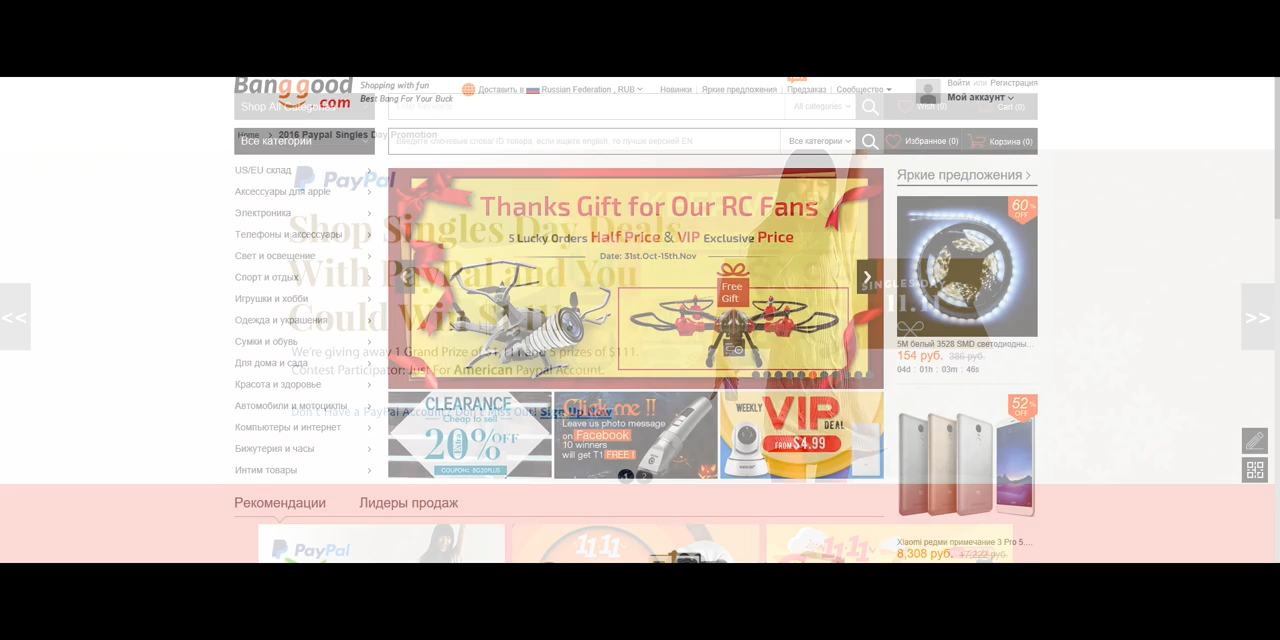 Banggood
.com
Shopping with fun
Best Bang For Your Buck
Доставить в Russian Federation , RUB
Новинки | Яркие предложения | Предзаказ | Сообщество
Войти или Регистрация
Мой аккаунт
Shop All Categories
All categories
Wish (0)
Cart (0)
Home > 2016 Paypal Singles Day Promotion
Все категории
Введите ключевые слова/ ID товара, если ищете english, то лучше версией EN
Все категории
Избранное (0)
Корзина (0)
US/EU склад
Аксессуары для apple
Электроника
Телефоны и аксессуары
Свет и освещение
Спорт и отдых
Игрушки и хобби
Одежда и украшения
Сумки и обувь
Для дома и сада
Красота и здоровье
Автомобили и мотоциклы
Компьютеры и интернет
Бижутерия и часы
Интим товары
PayPal
Shop Singles Day Deals
With PayPal and You
Could Win
We're giving away 1 Grand Prize of $1,111 and 5 prizes of $111.
Contest Participator: Just For American Paypal Account.
Don't Have a PayPal Account? Don't Miss Out! Sign Up Now
Thanks Gift for Our RC Fans
5 Lucky Orders Half Price & VIP Exclusive Price
Date: 31st.Oct-15th.Nov
Free
Gift
SINGLES DAY
11.11
<<
>>
CLEARANCE
Cheap to sell
Extra
20% OFF
COUPON: BG20PLUS
Click me !!
Leave us photo message
on Facebook
10 winners
will get T1 FREE !
WEEKLY
VIP
DEAL
FROM $4.99
1 2
Яркие предложения >
60 %
OFF
5M белый 3528 SMD светодиодны...
154 руб. 386 руб.
04d : 01h : 03m : 46s
52 %
OFF
Xiaomi редми примечание 3 Pro 5....
8,308 руб. 17,222 руб.
Рекомендации
Лидеры продаж
PayPal
11 11
11.11